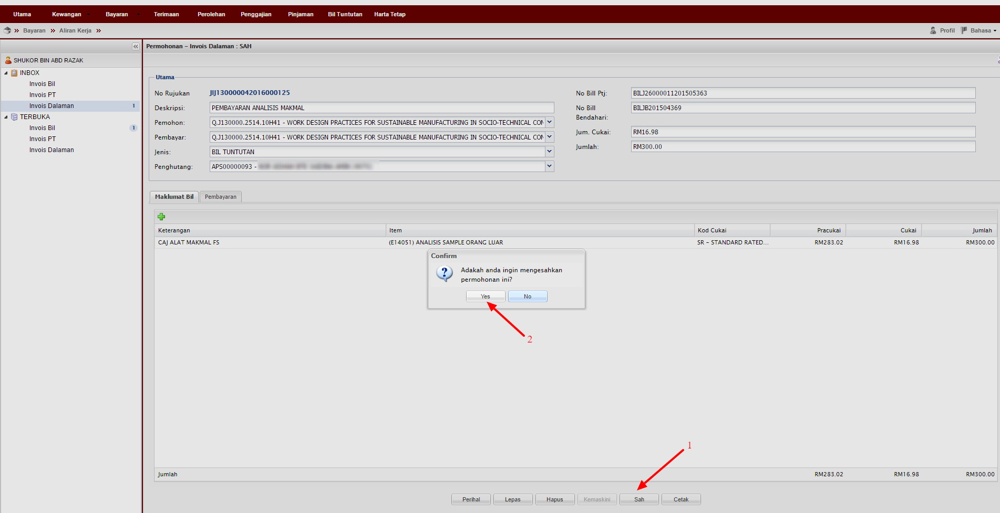 Utama Kewangan Bayaran Terimaan Perolehan Penggajian Pinjaman Bil Tuntutan Harta Tetap
» Bayaran » Aliran Kerja »
Profil Bahasa
«
SHUKOR BIN ABD RAZAK
INBOX
Invois Bil
Invois PT
Invois Dalaman 1
TERBUKA
Invois Bil 1
Invois PT
Invois Dalaman
Permohonan - Invois Dalaman : SAH
Utama
No Rujukan JIJ130000042016000125
Deskripsi: PEMBAYARAN ANALISIS MAKMAL
Pemohon: Q.J130000.2514.10H41 - WORK DESIGN PRACTICES FOR SUSTAINABLE MANUFACTURING IN SOCIO-TECHNICAL CON
Pembayar: Q.J130000.2514.10H41 - WORK DESIGN PRACTICES FOR SUSTAINABLE MANUFACTURING IN SOCIO-TECHNICAL CON
Jenis: BIL TUNTUTAN
Penghutang: APS00000093 -
No Bill Ptj: BILJ26000011201505363
No Bill Bendahari: BILJB201504369
Jum. Cukai: RM16.98
Jumlah: RM300.00
Maklumat Bil Pembayaran
Keterangan Item Kod Cukai Pracukai Cukai Jumlah
CAJ ALAT MAKMAL FS (E14051) ANALISIS SAMPLE ORANG LUAR SR - STANDARD RATED... RM283.02 RM16.98 RM300.00
Confirm
?
Adakah anda ingin mengesahkan
permohonan ini?
Yes No
2
1
Jumlah RM283.02 RM16.98 RM300.00
Perihal Lepas Hapus Kemaskini Sah Cetak